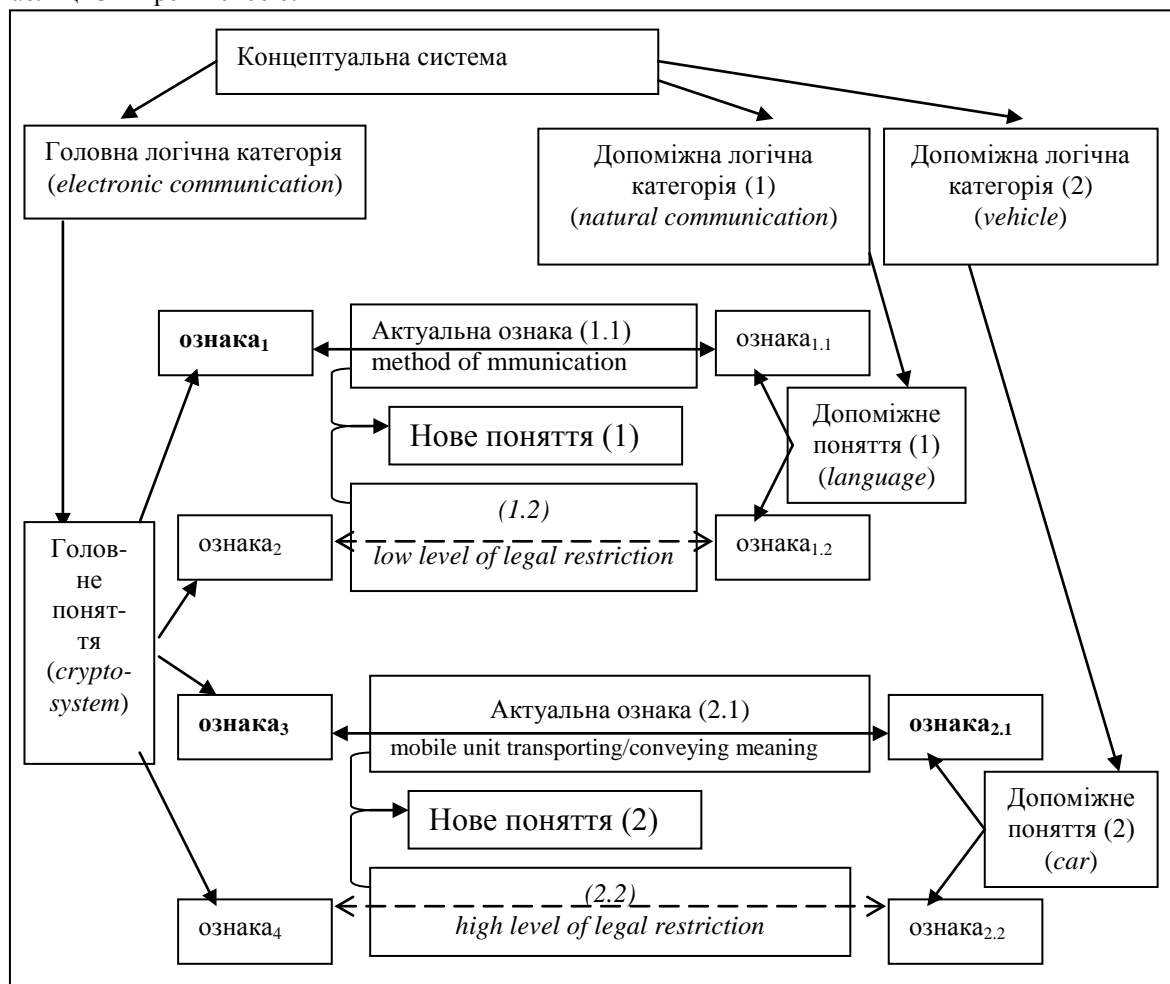 Концептуальна система
Головна логічна категорія
(electronic communication)
Допоміжна логічна
категорія (1)
(natural communication)
Допоміжна логічна
категорія (2)
(vehicle)
ознака1
Актуальна ознака (1.1)
method of mmunication
ознака1.1
Нове поняття (1)
Допоміжне
поняття (1)
(language)
ознака2
(1.2)
low level of legal restriction
ознака1.2
Голов-
не
понят-
тя
(crypto-
system)
ознака3
Актуальна ознака (2.1)
mobile unit transporting/conveying meaning
ознака2.1
Нове поняття (2)
Допоміжне
поняття (2)
(car)
ознака4
(2.2)
high level of legal restriction
ознака2.2